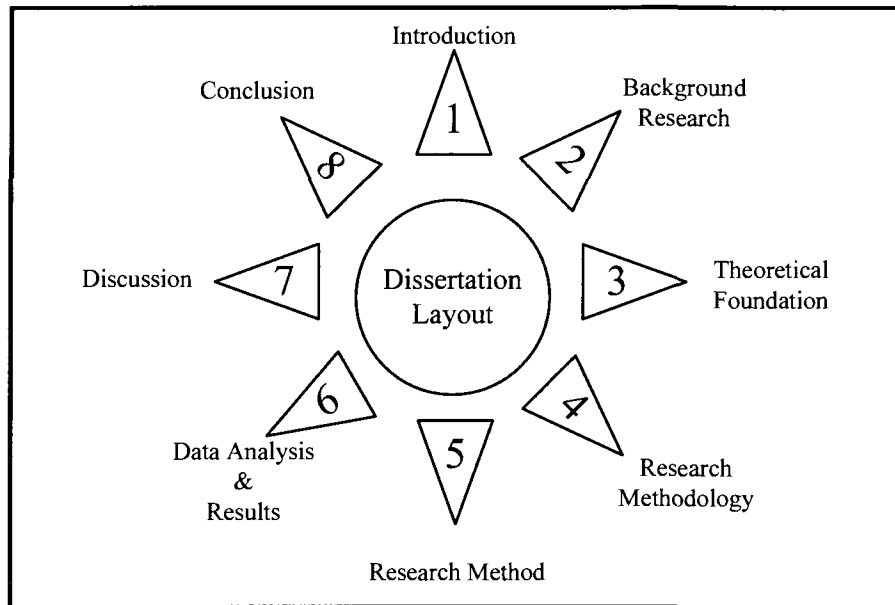 Introduction
1
Background
Research
2
Theoretical
Foundation
3
Research
Methodology
4
Research Method
5
Data Analysis
&
Results
6
Discussion
7
Conclusion
8
Dissertation
Layout